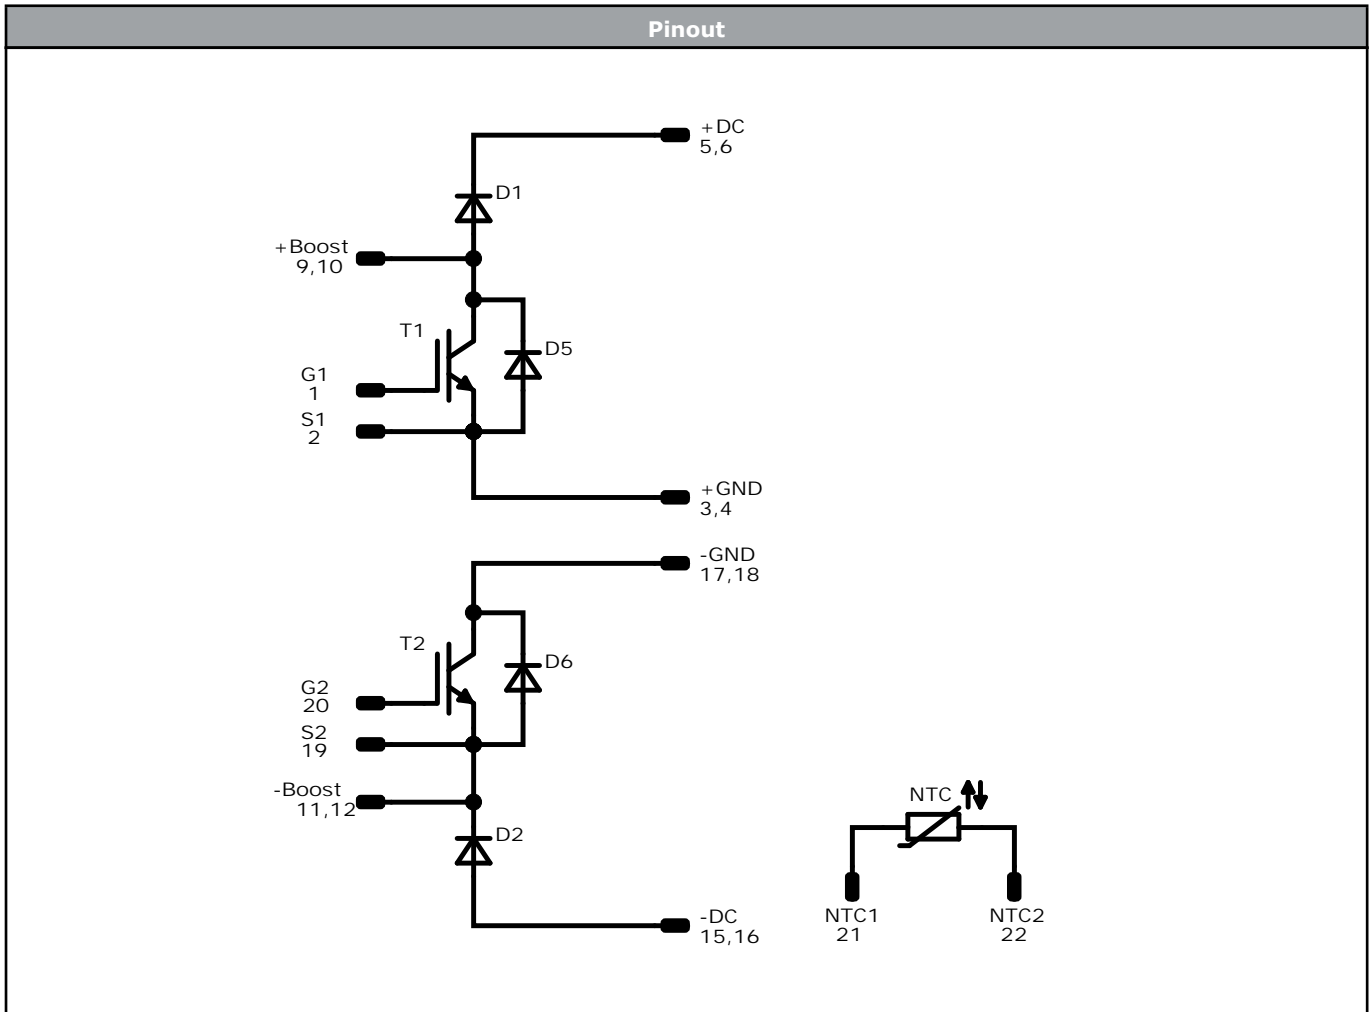 Pinout
+DC
5,6
D1
+Boost
9,10
T1
D5
G1
1
S1
2
+GND
3,4
-GND
17,18
T2
D6
G2
20
S2
19
-Boost
11,12
D2
NTC
-DC
15,16
NTC1
21
NTC2
22